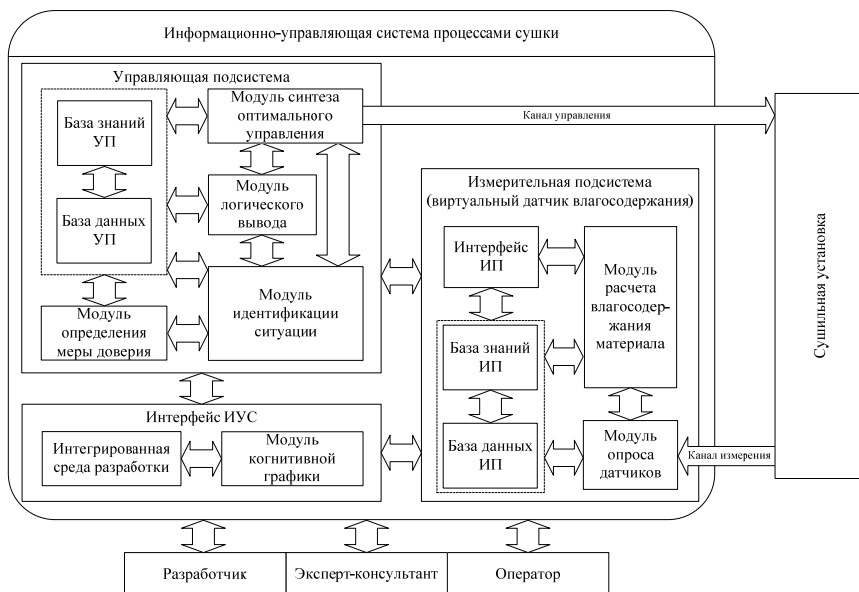 Информационно-управляющая система процессами сушки
Управляющая подсистема
База знаний
УП
База данных
УП
Модуль
определения
меры доверия
Модуль синтеза
оптимального
управления
Модуль
логического
вывода
Модуль
идентификации
ситуации
Канал управления
Измерительная подсистема
(виртуальный датчик влагосодержания)
Интерфейс
ИП
База знаний
ИП
База данных
ИП
Модуль
расчета
влагосодер-
жания
материала
Модуль
опроса
датчиков
Канал измерения
Сушильная установка
Интерфейс ИУС
Интегрированная
среда разработки
Модуль
когнитивной
графики
Разработчик
Эксперт-консультант
Оператор